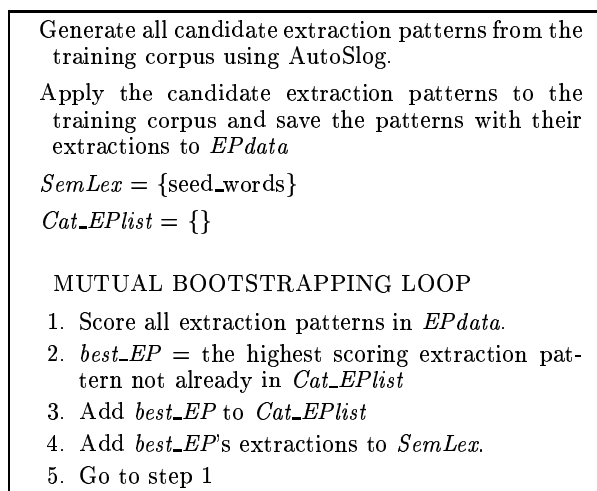 Generate all candidate extraction patterns from the
training corpus using AutoSlog.
Apply the candidate extraction patterns to the
training corpus and save the patterns with their
extractions to EPdata
SemLex = {seed_words}
Cat_EPlist = {}
MUTUAL BOOTSTRAPPING LOOP
1. Score all extraction patterns in EPdata.
2. best_EP = the highest scoring extraction pat-
tern not already in Cat_EPlist
3. Add best_EP to Cat_EPlist
4. Add best_EP's extractions to SemLex.
5. Go to step 1